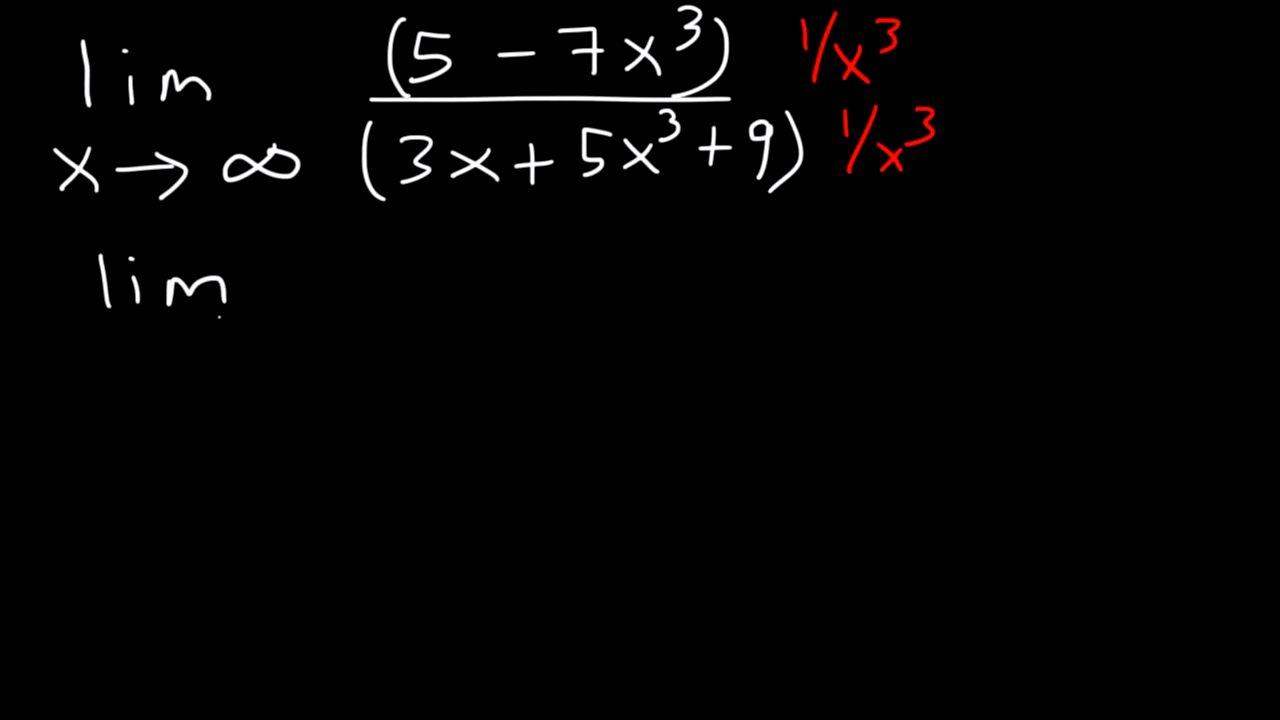 lim (5 - 7x³) 1/x³
x → ∞ (3x + 5x³ + 9) 1/x³
lim